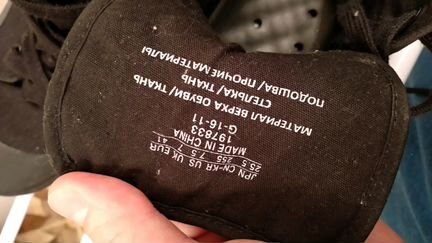 JPN CN-KR US UK EUR
25.5 255 7.5 7 41
MADE IN CHINA
197833
G-16-11
МАТЕРИАЛ ВЕРХА ОБУВИ/ ТКАНЬ
СТЕЛЬКА/ ТКАНЬ
ПОДОШВА/ ПРОЧИЕ МАТЕРИАЛЫ